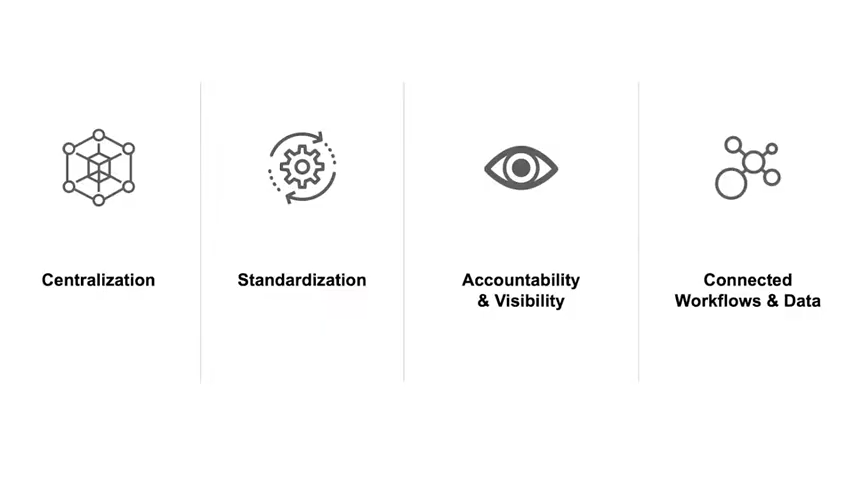 Centralization
Standardization
Accountability
& Visibility
Connected
Workflows & Data